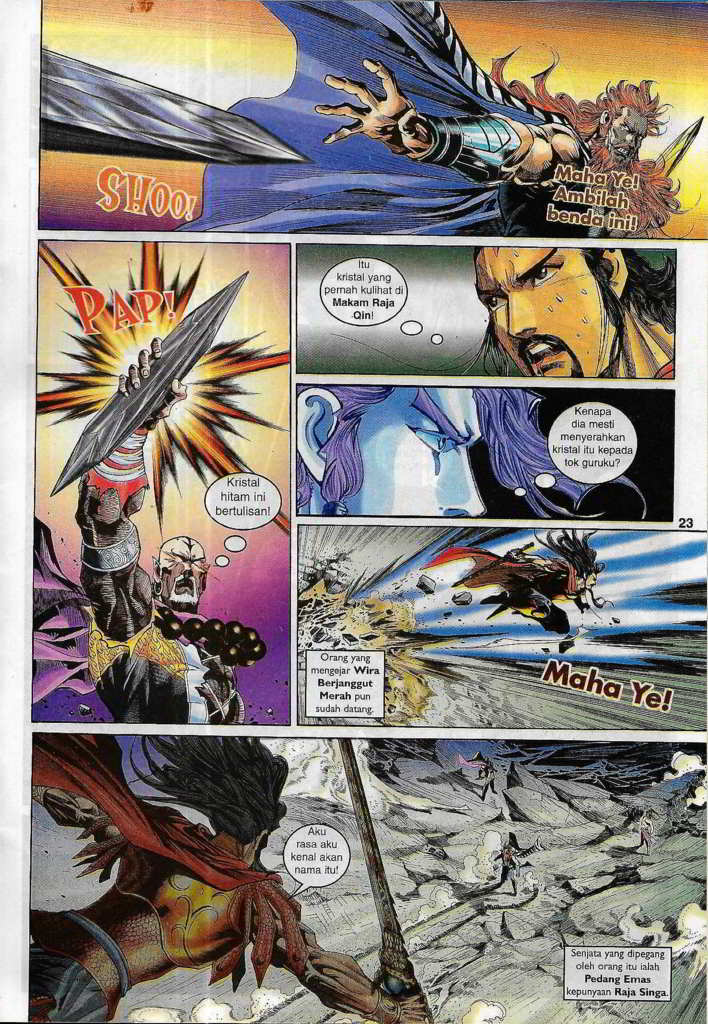 Maha Ye!
Ambilah
benda ini!
SHOO!
PAP!
Kristal
hitam ini
bertulisan!
Itu
kristal yang
pernah kulihat di
Makam Raja
Qin!
Kenapa
dia mesti
menyerahkan
kristal itu kepada
tok guruku?
23
Orang yang
mengejar Wira
Berjanggut
Merah pun
sudah datang.
Maha Ye!
Aku
rasa aku
kenal akan
nama itu!
Senjata yang dipegang
oleh orang itu ialah
Pedang Emas
kepunyaan Raja Singa.